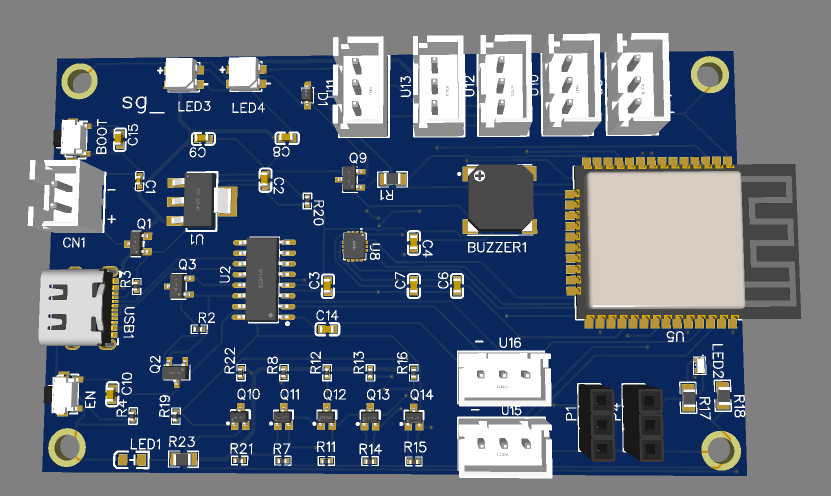 sg_
LED3
LED4
D1
U11
U13
U12
U10
BOOT
C15
C9
C8
Q9
C1
C2
R1
R20
U1
CN1
-
+
Q1
U2
U8
C4
BUZZER1
R3
Q3
C3
C7
C6
USB1
R2
C14
U5
Q2
R22
R8
R12
R13
R16
U16
-
LED2
EN
C10
R4
R19
Q10
Q11
Q12
Q13
Q14
U15
-
P1
R17
R18
LED1
R23
R21
R7
R11
R14
R15